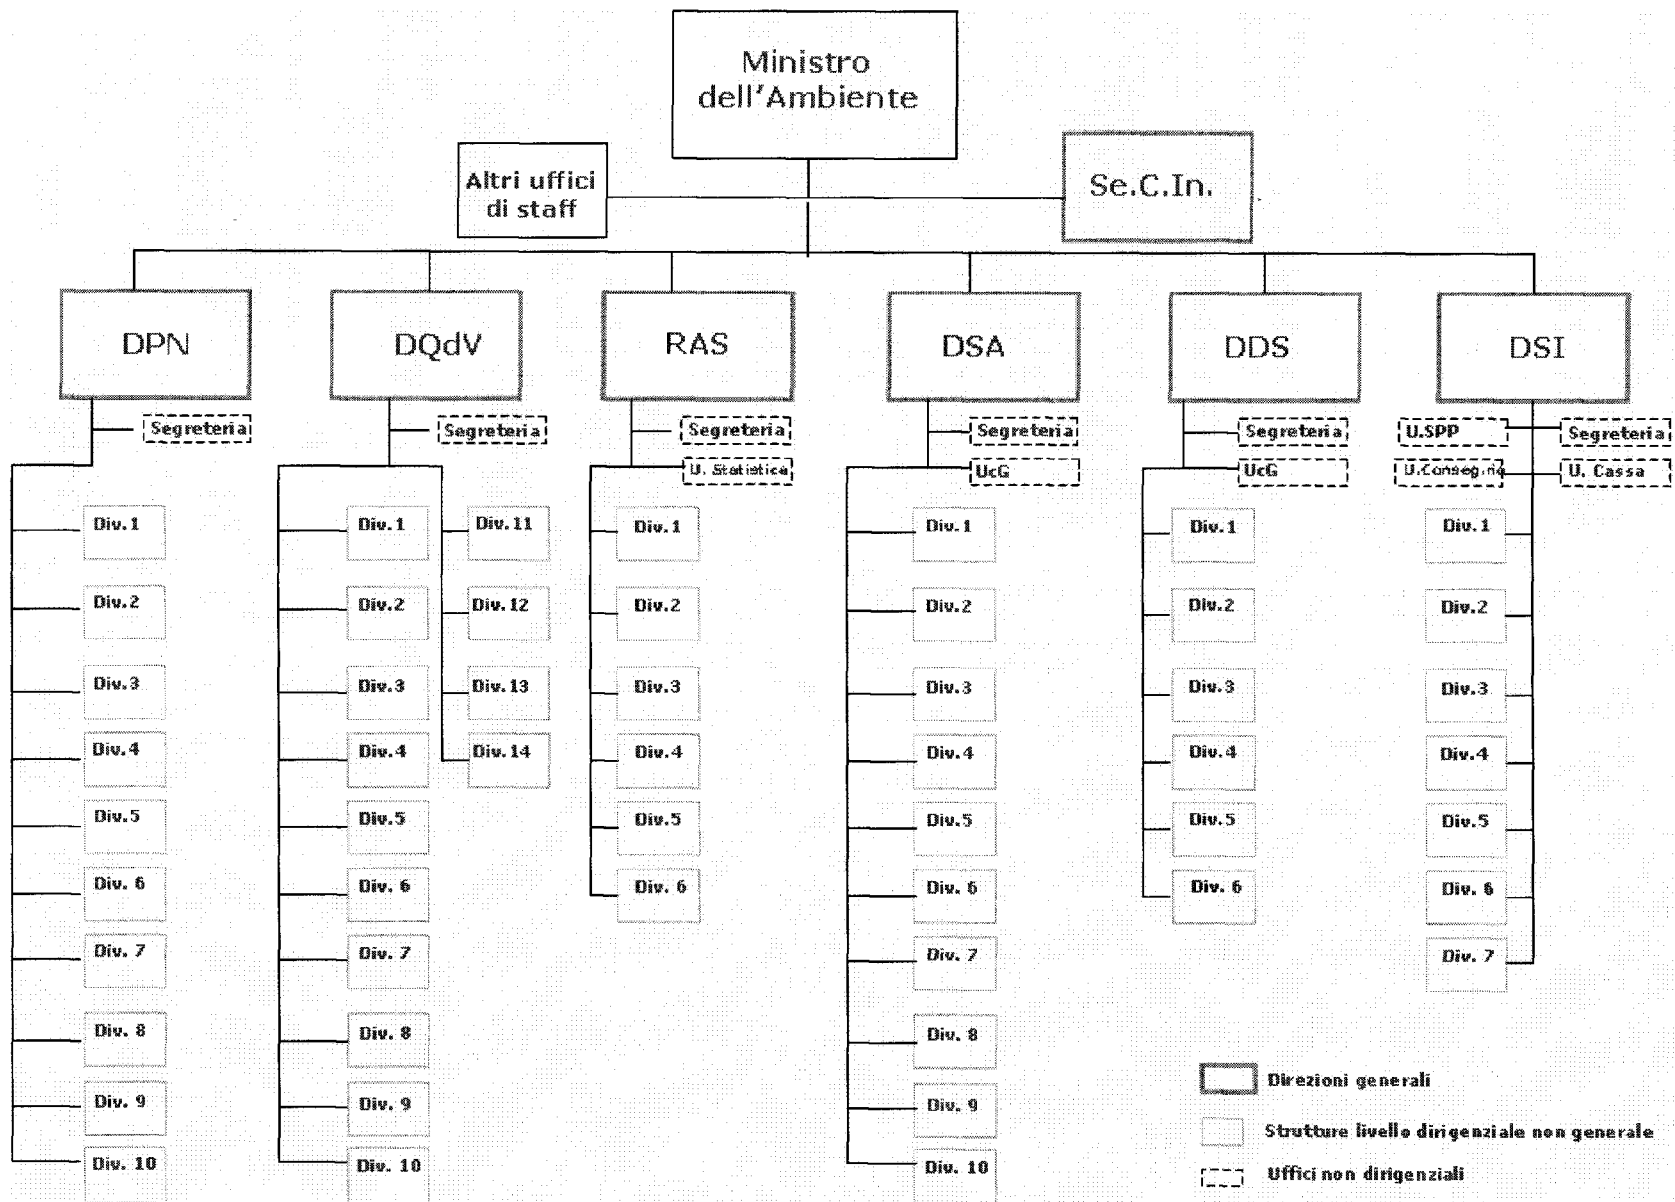 Ministro
dell'Ambiente
Altri uffici
di staff
Se.C.In.
DPN
DQdV
RAS
DSA
DDS
DSI
Segreteria
Segreteria
Segreteria
U. Statistica
Segreteria
UcG
Segreteria
UcG
U.SPP
Segreteria
U. Cassa
Div.1
Div.2
Div.3
Div.4
Div.5
Div. 6
Div. 7
Div. 8
Div. 9
Div. 10
Div.1
Div.2
Div.3
Div.4
Div.5
Div. 6
Div. 7
Div. 8
Div. 9
Div. 10
Div.11
Div.12
Div.13
Div.14
Div.1
Div.2
Div.3
Div.4
Div.5
Div. 6
Div.1
Div.2
Div.3
Div.4
Div.5
Div. 6
Div. 7
Div. 8
Div. 9
Div. 10
Div.1
Div.2
Div.3
Div.4
Div.5
Div. 6
Div.1
Div.2
Div.3
Div.4
Div.5
Div. 6
Div. 7
Direzioni generali
Strutture livello dirigenziale non generale
Uffici non dirigenziali